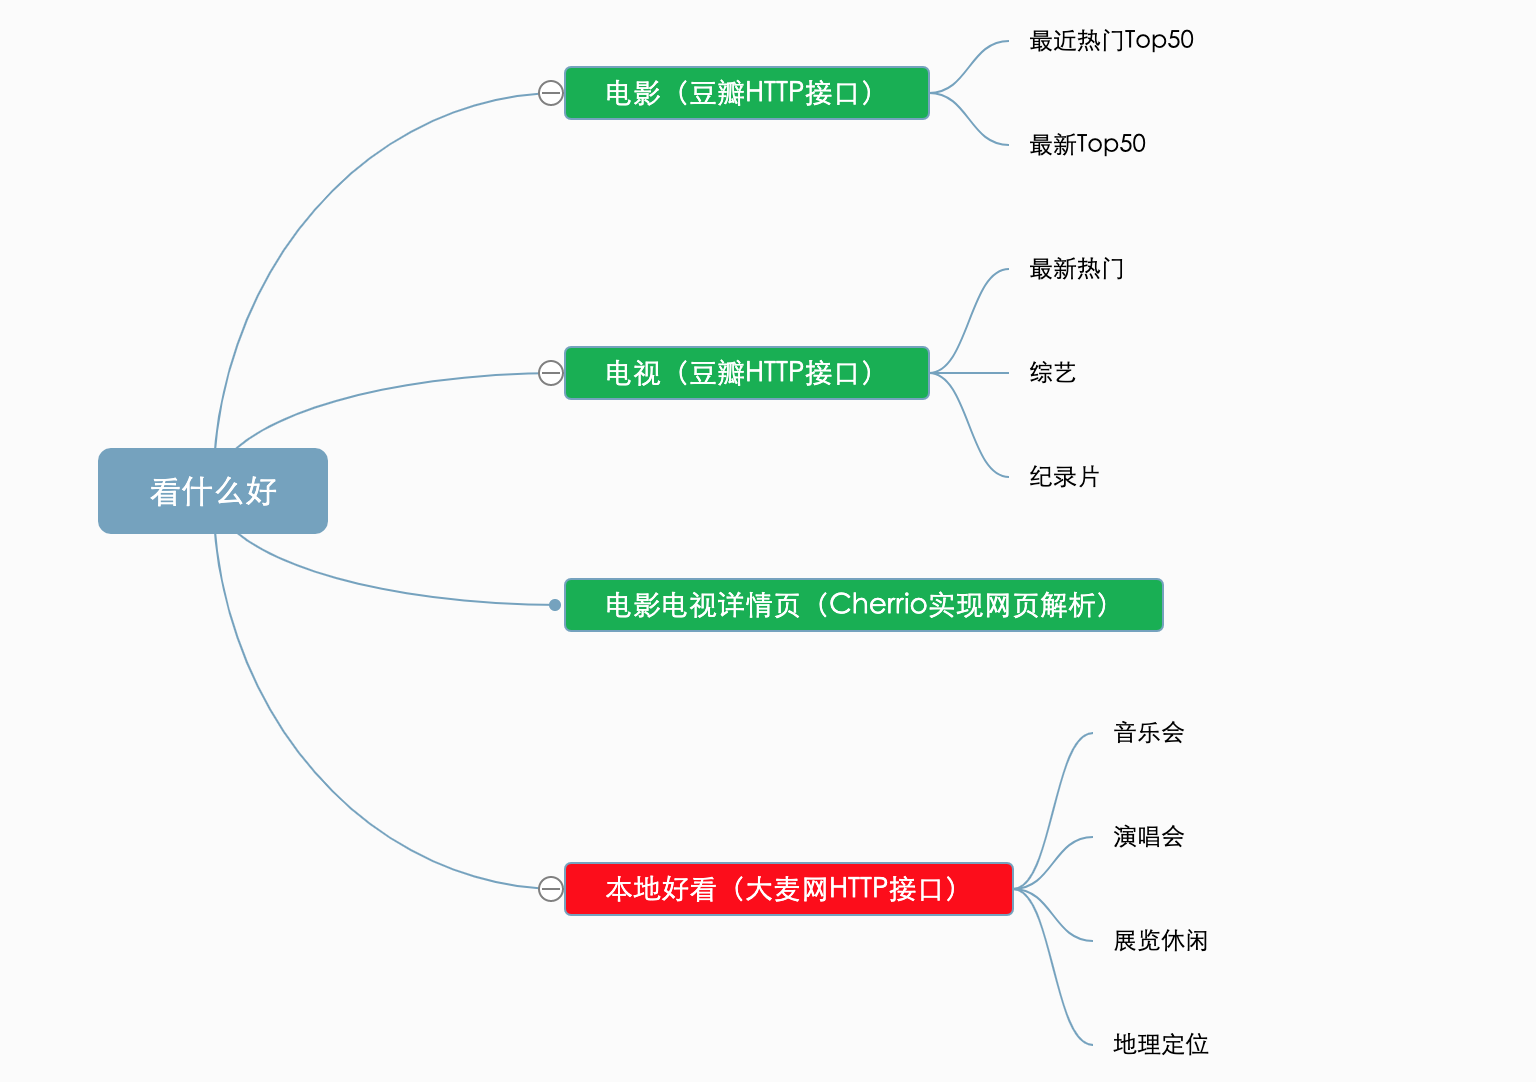 看什么好
电影（豆瓣HTTP接口）
最近热门Top50
最新Top50
电视（豆瓣HTTP接口）
最新热门
综艺
纪录片
电影电视详情页（Cherrio实现网页解析）
本地好看（大麦网HTTP接口）
音乐会
演唱会
展览休闲
地理定位